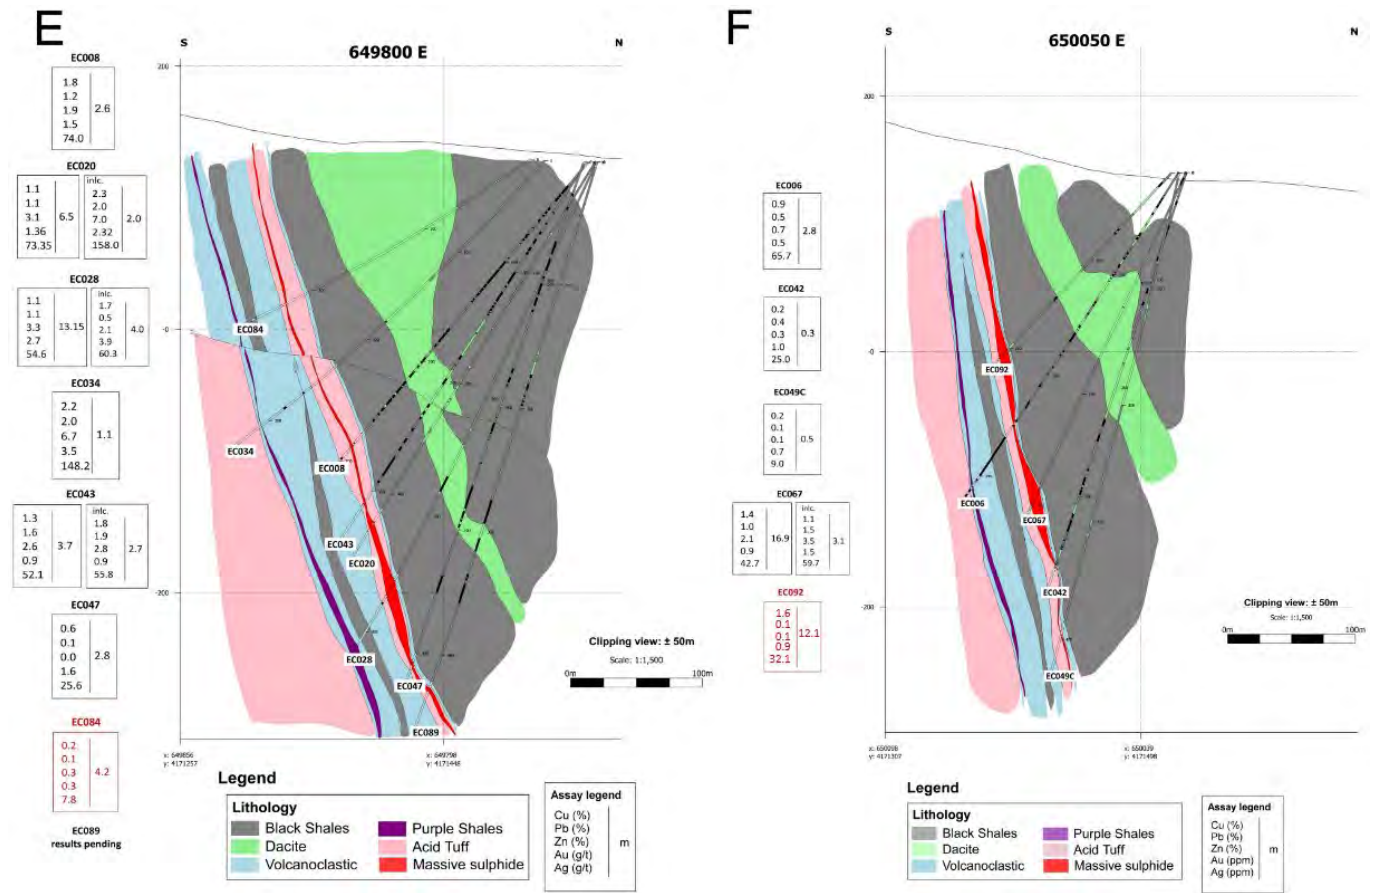 E
S
649800 E
N
EC008
1.8
1.2
1.9
1.5
74.0
2.6
EC020
1.1
1.1
3.1
1.36
73.35
6.5
inlc.
2.3
2.0
7.0
2.32
158.0
2.0
EC028
1.1
1.1
3.3
2.7
54.6
13.15
inlc.
1.7
0.5
2.1
3.9
60.3
4.0
EC034
2.2
2.0
6.7
3.5
148.2
1.1
EC043
1.3
1.6
2.6
0.9
52.1
3.7
inlc.
1.8
1.9
2.8
0.9
55.8
2.7
EC047
0.6
0.1
0.0
1.6
25.6
2.8
EC084
0.2
0.1
0.3
0.3
7.8
4.2
EC089
results pending
200
-0
-200
EC084
EC034
EC008
EC043
EC020
EC028
EC047
EC089
Clipping view: ± 50m
Scale: 1:1,500
0m
100m
x: 649856
y: 4171257
x: 649798
y: 4171448
Legend
Lithology
Black Shales
Dacite
Volcanoclastic
Purple Shales
Acid Tuff
Massive sulphide
Assay legend
Cu (%)
Pb (%)
Zn (%)
Au (g/t)
Ag (g/t)
m
F
S
650050 E
N
EC006
0.9
0.5
0.7
0.5
65.7
2.8
EC042
0.2
0.4
0.3
1.0
25.0
0.3
EC049C
0.2
0.1
0.1
0.7
9.0
0.5
EC067
1.4
1.0
2.1
0.9
42.7
16.9
inlc.
1.1
1.5
3.5
1.5
59.7
3.1
EC092
1.6
0.1
0.1
0.9
32.1
12.1
200
-0
-200
EC092
EC006
EC067
EC042
EC049C
Clipping view: ± 50m
Scale: 1:1,500
0m
100m
y: 4171307
y: 4171498
Legend
Lithology
Black Shales
Dacite
Volcanoclastic
Purple Shales
Acid Tuff
Massive sulphide
Assay legend
Cu (%)
Pb (%)
Zn (%)
Au (ppm)
Ag (ppm)
m